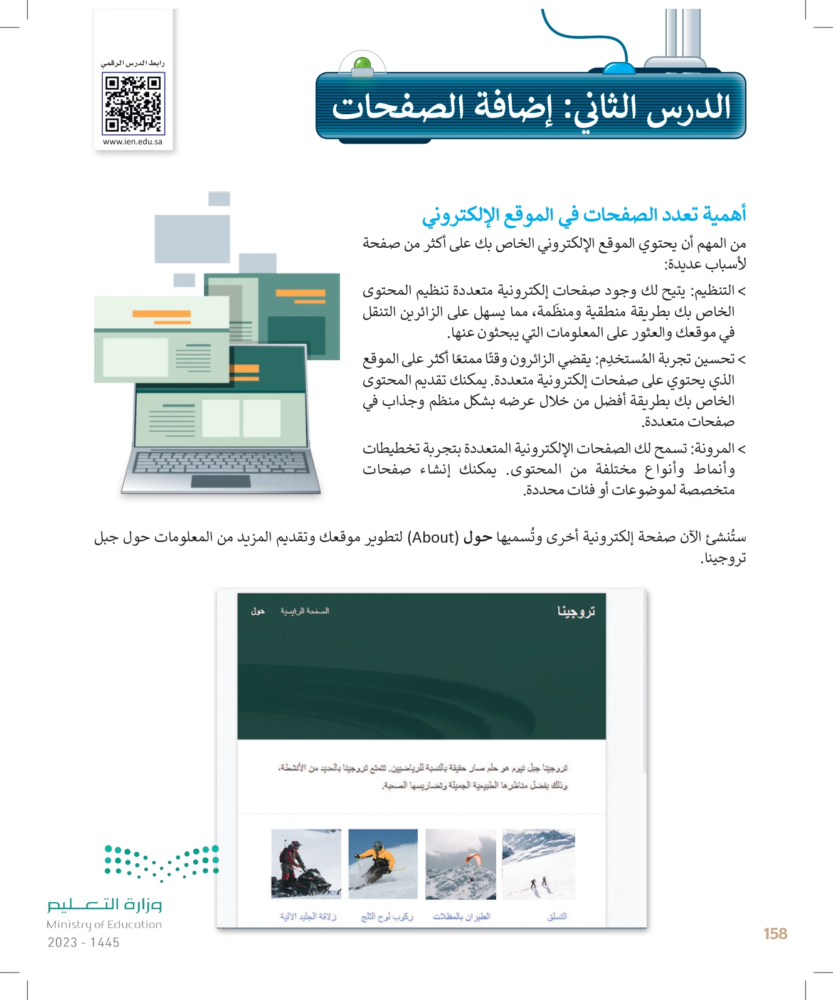 رابط الدرس الرقمي
www.ien.edu.sa
الدرس الثاني: إضافة الصفحات
أهمية تعدد الصفحات في الموقع الإلكتروني
من المهم أن يحتوي الموقع الإلكتروني الخاص بك على أكثر من صفحة
لأسباب عديدة:
> التنظيم: يتيح لك وجود صفحات إلكترونية متعددة تنظيم المحتوى
الخاص بك بطريقة منطقية ومنظّمة، مما يسهل على الزائرين التنقل
في موقعك والعثور على المعلومات التي يبحثون عنها.
> تحسين تجربة المُستخدِم: يقضي الزائرون وقتًا ممتعًا أكثر على الموقع
الذي يحتوي على صفحات إلكترونية متعددة. يمكنك تقديم المحتوى
الخاص بك بطريقة أفضل من خلال عرضه بشكل منظم وجذاب في
صفحات متعددة.
> المرونة: تسمح لك الصفحات الإلكترونية المتعددة بتجربة تخطيطات
وأنماط وأنواع مختلفة من المحتوى. يمكنك إنشاء صفحات
متخصصة لموضوعات أو فئات محددة.
ستُنشئ الآن صفحة إلكترونية أخرى وتُسميها حول (About) لتطوير موقعك وتقديم المزيد من المعلومات حول جبل
تروجينا.
تروجينا
الصفحة الرئيسية
حول
تروجينا جبل نيوم هو حلم صار حقيقة بالنسبة للرياضيين. تتمتع تروجينا بالعديد من الأنشطة،
وذلك بفضل مناظرها الطبيعية الجميلة وتضاريسها الصعبة.
التسلق
الطيران بالمظلات
ركوب لوح الثلج
زلاقة الجليد الآلية
وزارة التعليم
Ministry of Education
2023 - 1445
158